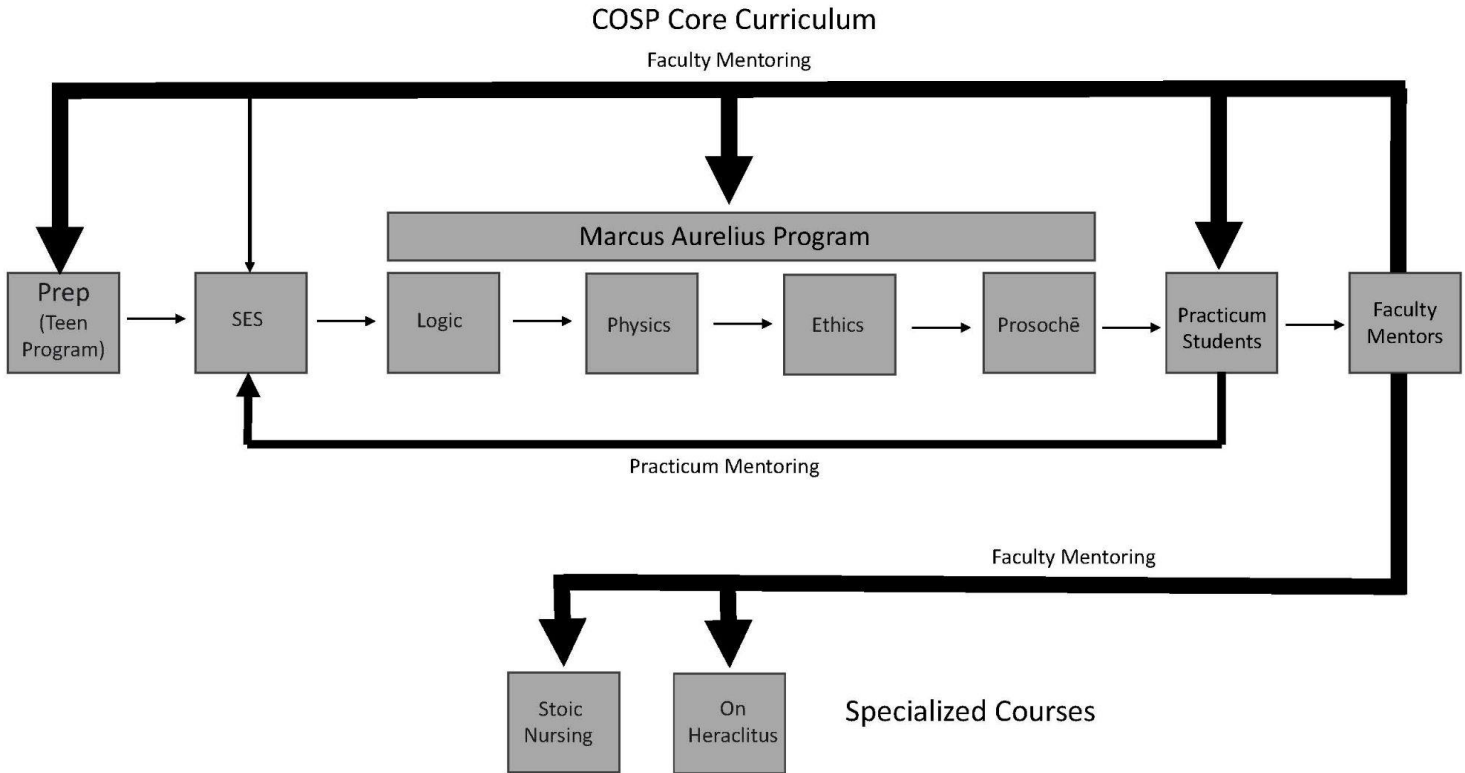 COSP Core Curriculum
Faculty Mentoring
Marcus Aurelius Program
Prep
(Teen
Program)
SES
Logic
Physics
Ethics
Prosochē
Practicum
Students
Faculty
Mentors
Practicum Mentoring
Faculty Mentoring
Stoic
Nursing
On
Heraclitus
Specialized Courses